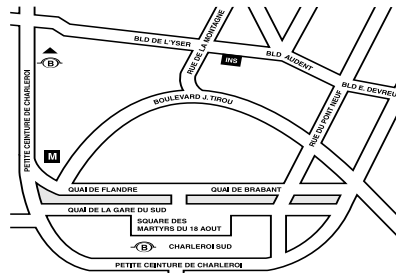 BLD DE L'YSER
RUE DE LA MONTAGNE
INS
BLD AUDENT
BLD E. DEVREU
B
PETITE CEINTURE DE CHARLEROI
BOULEVARD J. TIROU
RUE DU PONT NEUF
M
QUAI DE FLANDRE
QUAI DE BRABANT
QUAI DE LA GARE DU SUD
SQUARE DES
MARTYRS DU 18 AOUT
B
CHARLEROI SUD
PETITE CEINTURE DE CHARLEROI